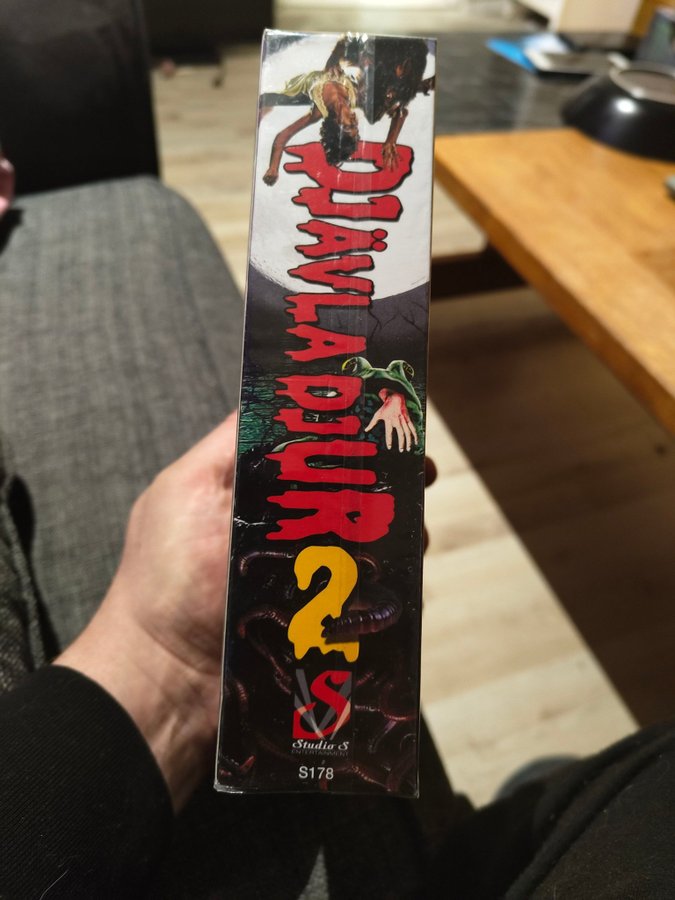 DJÄVLA DJUR
2
S
Studio S
ENTERTAINMENT
S178